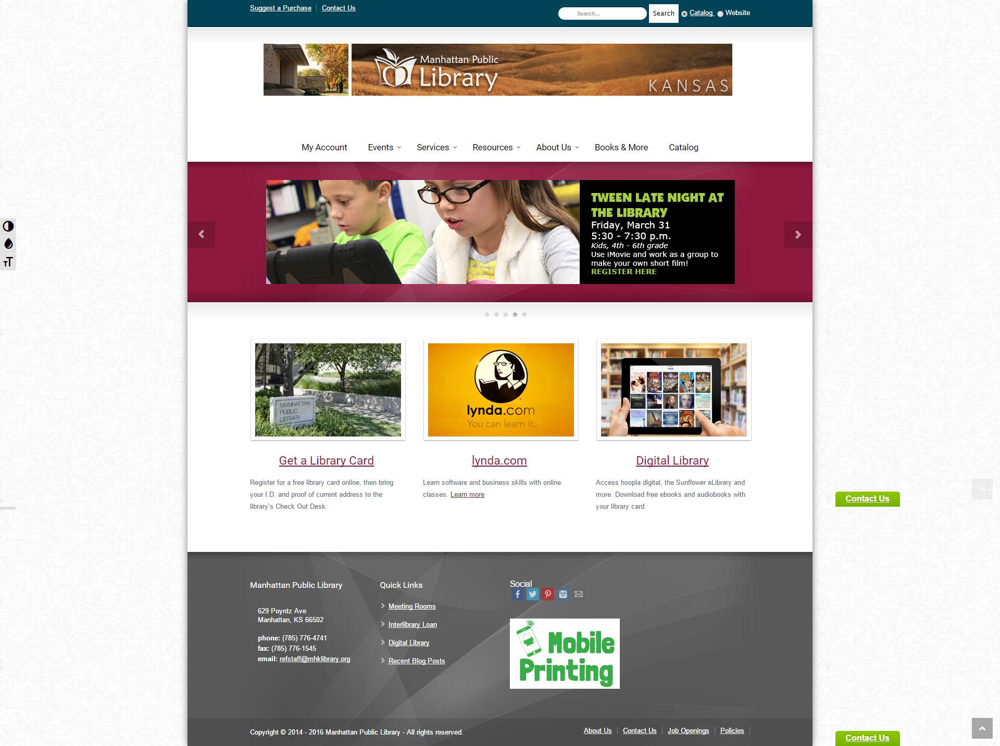 Suggest a Purchase
Contact Us
Search...
Search
Catalog
Website
Manhattan Public
Library
KANSAS
My Account
Events
Services
Resources
About Us
Books & More
Catalog
TWEEN LATE NIGHT AT
THE LIBRARY
Friday, March 31
5:30 - 7:30 p.m.
Kids, 4th - 6th grade
Use iMovie and work as a group to
make your own short film!
REGISTER HERE
TT
MANHATTAN
PUBLIC
LIBRARY
lynda.com
You can learn it.
hoopla
Get a Library Card
lynda.com
Digital Library
Register for a free library card online, then bring
your I.D. and proof of current address to the
library's Check Out Desk.
Learn software and business skills with online
classes. Learn more
Access hoopla digital, the Sunflower eLibrary and
more. Download free ebooks and audiobooks with
your library card.
Contact Us
Manhattan Public Library
629 Poyntz Ave
Manhattan, KS 66502
phone: (785) 776-4741
fax: (785) 776-1545
email: refstaff@mhklibrary.org
Quick Links
Meeting Rooms
Interlibrary Loan
Digital Library
Recent Blog Posts
Social
Mobile
Printing
Copyright © 2014 - 2016 Manhattan Public Library - All rights reserved.
About Us
Contact Us
Job Openings
Policies
Contact Us